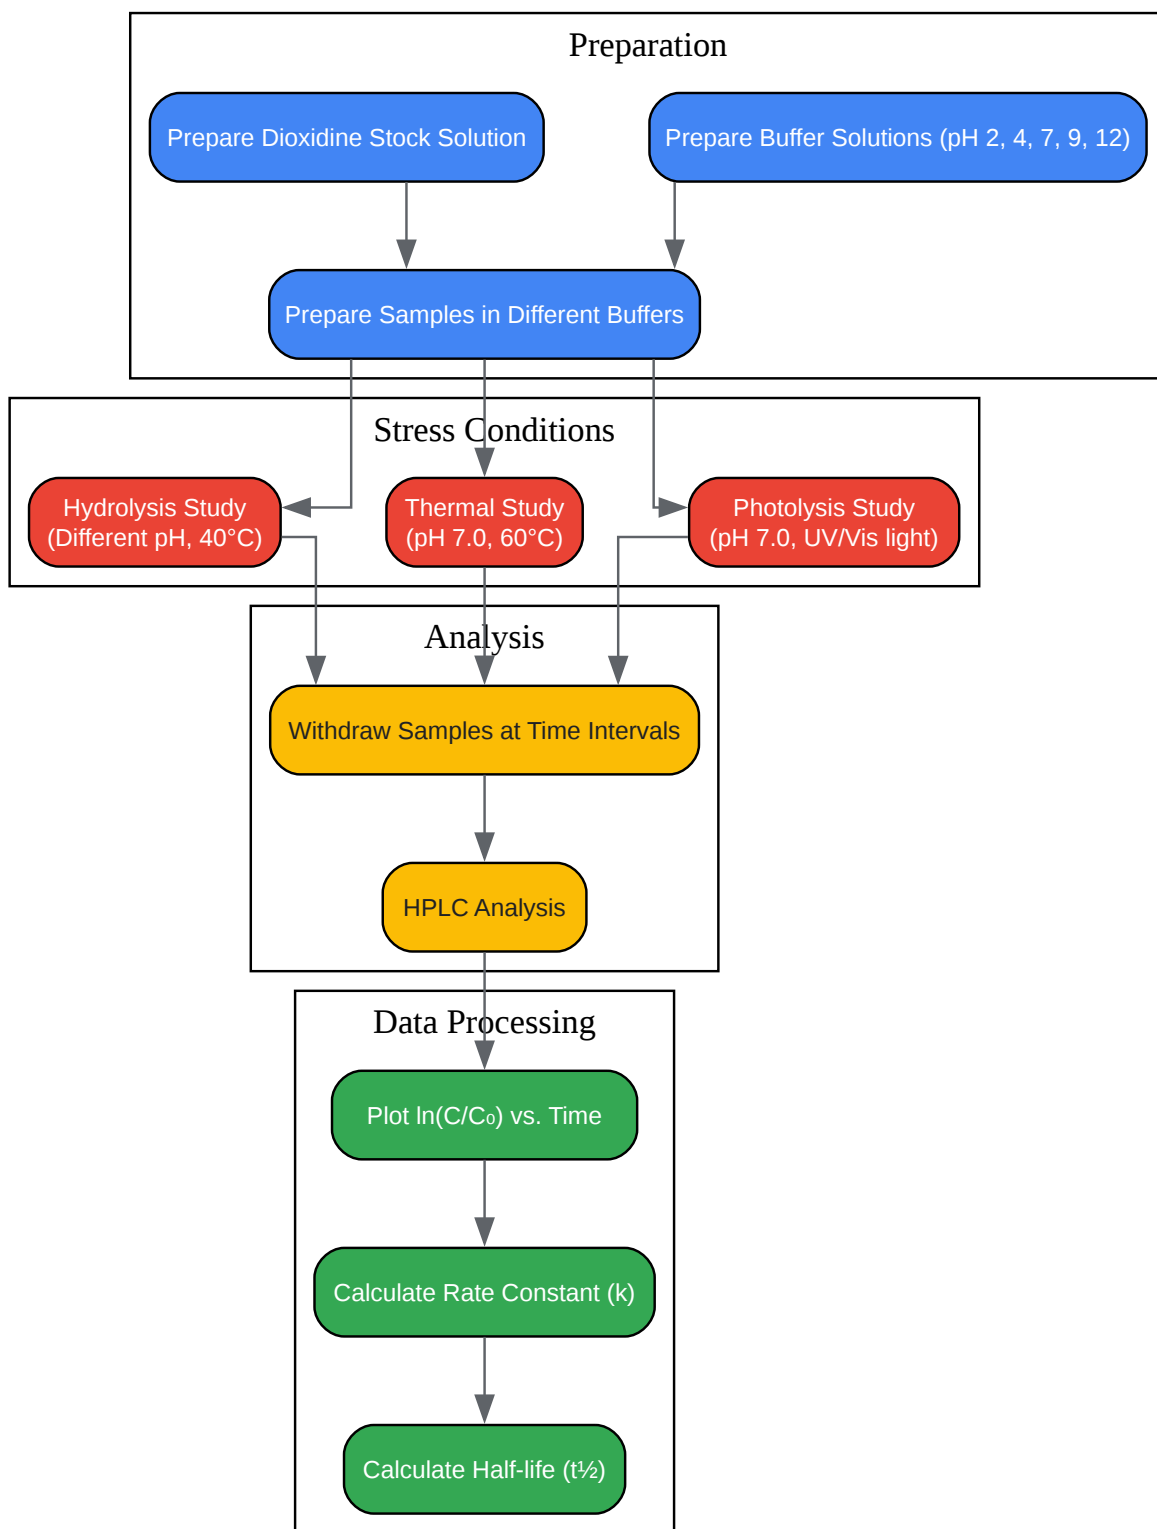 Preparation
Prepare Dioxidine Stock Solution
Prepare Buffer Solutions (pH 2, 4, 7, 9, 12)
Prepare Samples in Different Buffers
Stress Conditions
Hydrolysis Study
(Different pH, 40°C)
Thermal Study
(pH 7.0, 60°C)
Photolysis Study
(pH 7.0, UV/Vis light)
Analysis
Withdraw Samples at Time Intervals
HPLC Analysis
Data Processing
Plot ln(C/C₀) vs. Time
Calculate Rate Constant (k)
Calculate Half-life (t½)